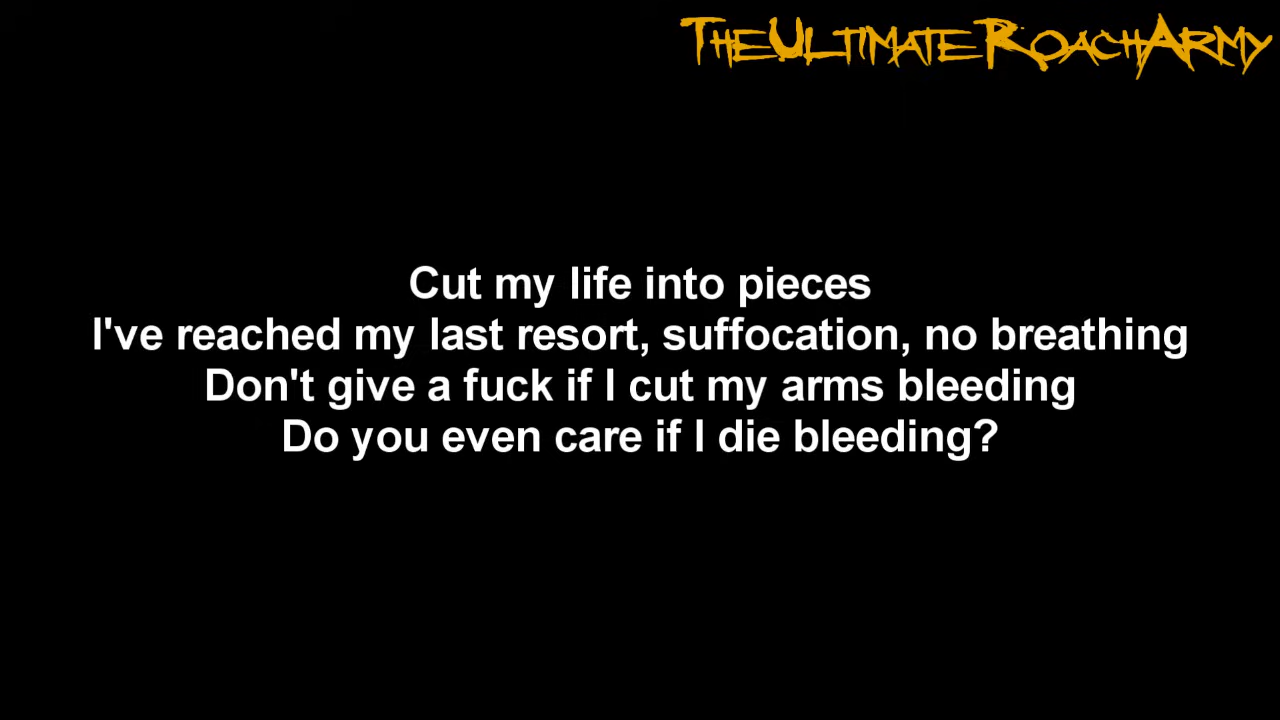 TheUltimateRoachArmy
Cut my life into pieces
I've reached my last resort, suffocation, no breathing
Don't give a fuck if I cut my arms bleeding
Do you even care if I die bleeding?